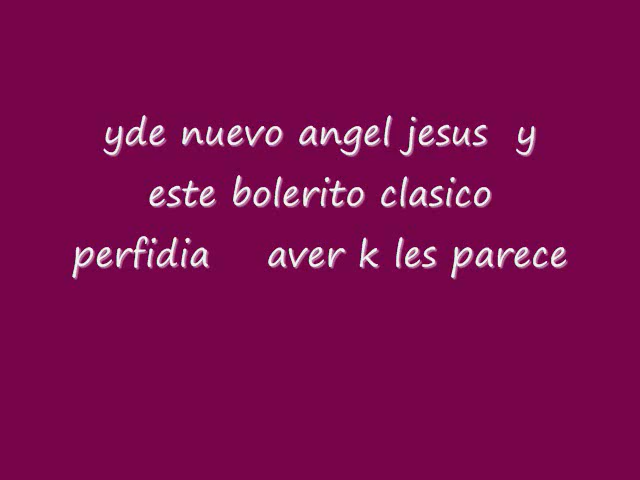 yde nuevo angel jesus y
este bolerito clasico
perfidia aver k les parece